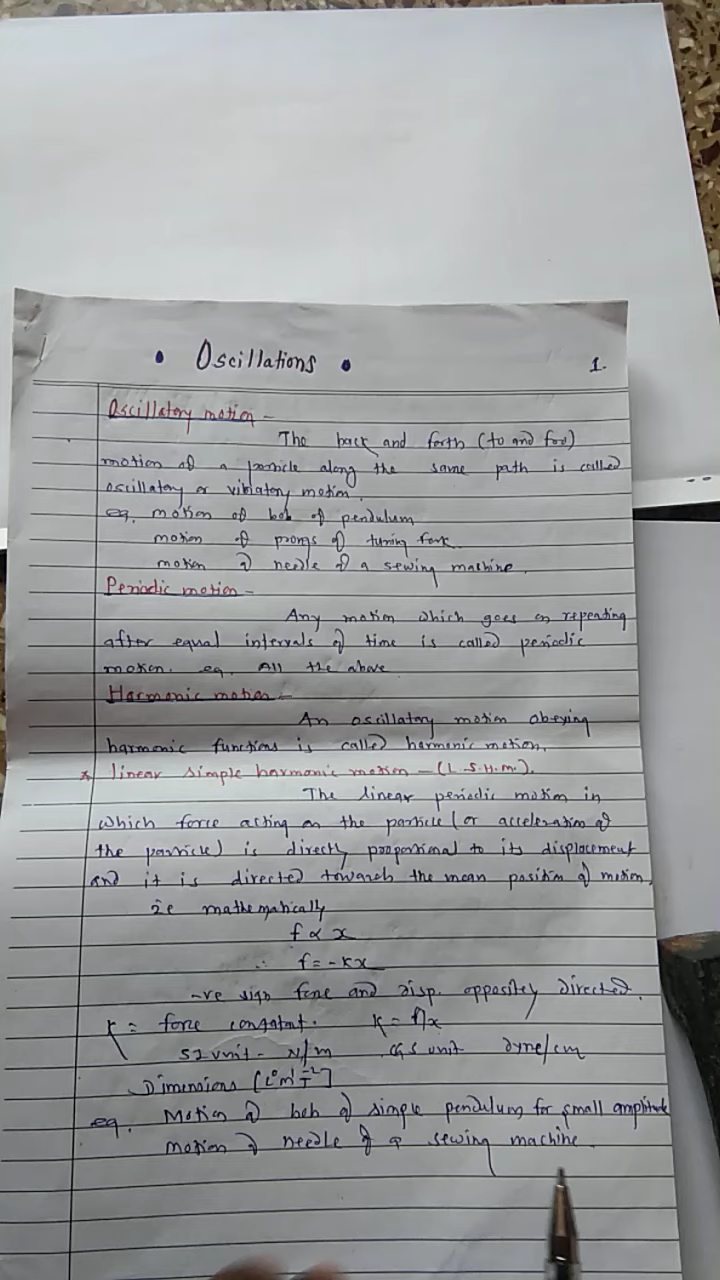 • Oscillations •
1.
Oscillatory motion -
The back and forth (to and fro)
motion of a particle along the same path is called
oscillatory or vibratory motion.
eg. motion of bob of pendulum
motion of prongs of tuning fork.
motion of needle of a sewing machine.
Periodic motion -
Any motion which goes on repeating
after equal intervals of time is called periodic
motion. eg. All the above
Harmonic motion -
An oscillatory motion obeying
harmonic functions is called harmonic motion.
* linear simple harmonic motion - (L.S.H.M.).
The linear periodic motion in
which force acting on the particle (or acceleration of
the particle) is directly proportional to its displacement
and it is directed towards the mean position of motion.
ie mathematically
f ∝ x
∴ f = -kx
-ve sign force and disp. oppositely directed.
k = force constant. k = f/x
SI unit - N/m CGS unit dyne/cm
Dimensions [L⁰M¹T⁻²]
eg. Motion of bob of simple pendulum for small amplitude
motion of needle of a sewing machine.